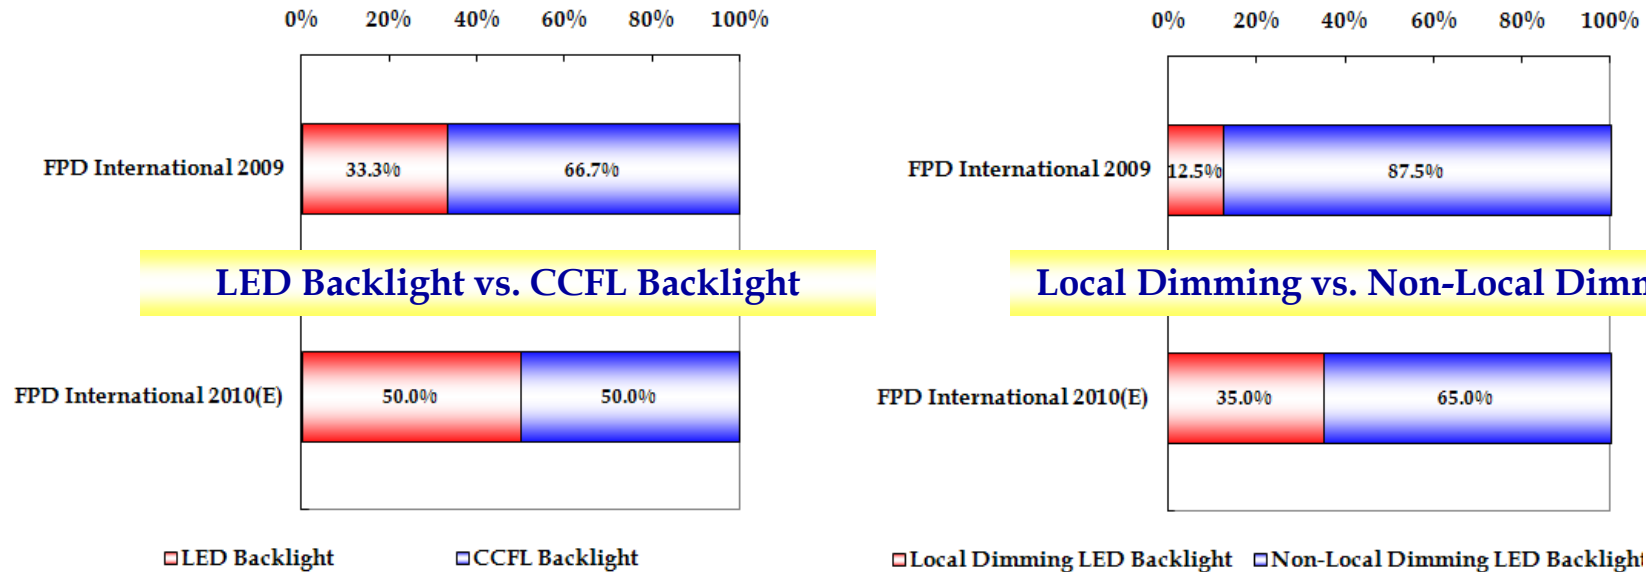 0% 20% 40% 60% 80% 100%
FPD International 2009
33.3% 66.7%
LED Backlight vs. CCFL Backlight
FPD International 2010(E)
50.0% 50.0%
LED Backlight CCFL Backlight
0% 20% 40% 60% 80% 100%
FPD International 2009
12.5% 87.5%
Local Dimming vs. Non-Local Dimm
FPD International 2010(E)
35.0% 65.0%
Local Dimming LED Backlight Non-Local Dimming LED Backlight